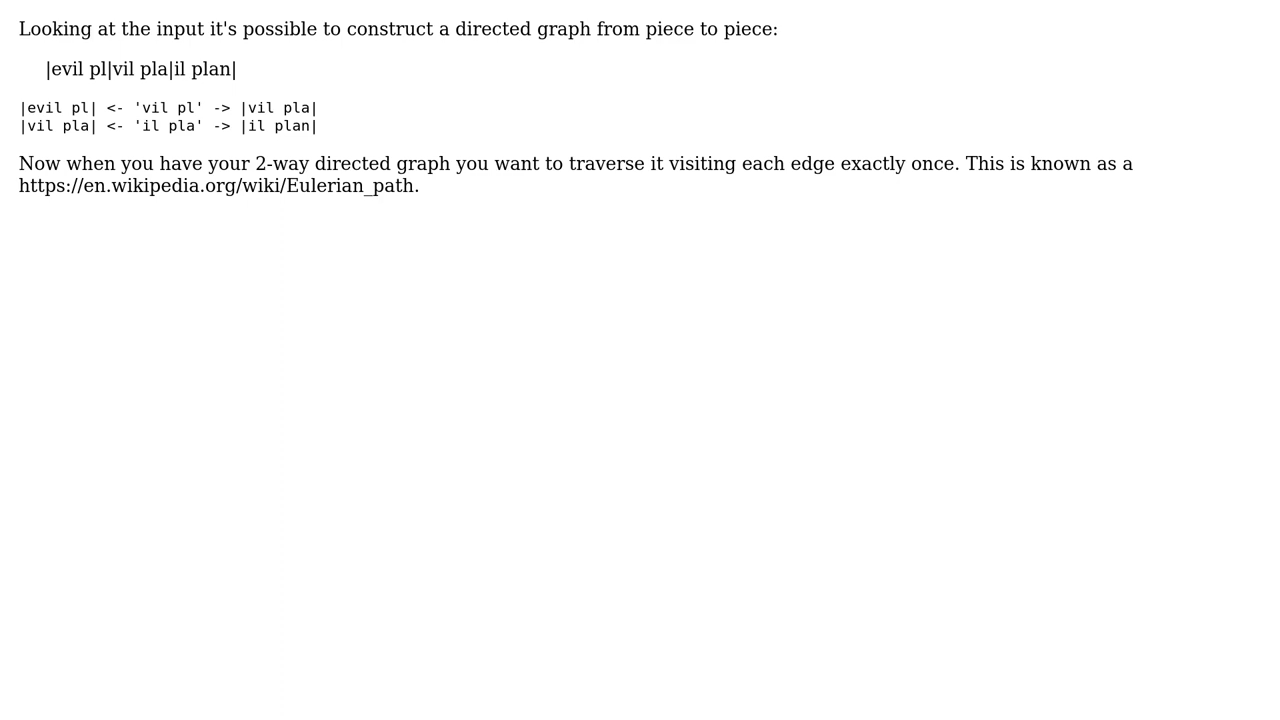 Looking at the input it's possible to construct a directed graph from piece to piece:
|evil pl|vil pla|il plan|
|evil pl| <- 'vil pl' -> |vil pla|
|vil pla| <- 'il pla' -> |il plan|
Now when you have your 2-way directed graph you want to traverse it visiting each edge exactly once. This is known as a
https://en.wikipedia.org/wiki/Eulerian_path.